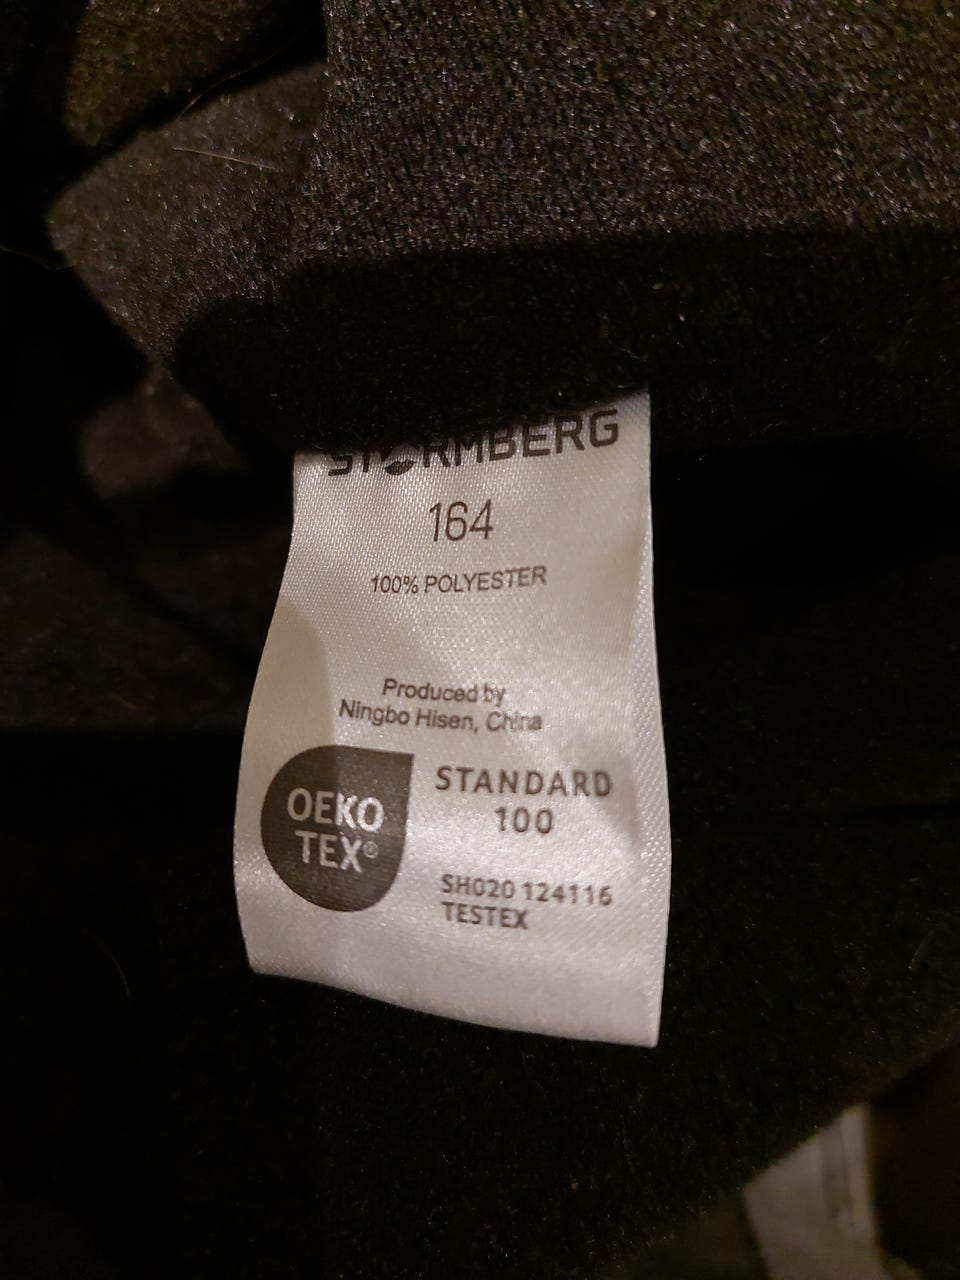 STORMBERG
164
100% POLYESTER
Produced by
Ningbo Hisen, China
OEKO
TEX®
STANDARD
100
SH020 124116
TESTEX